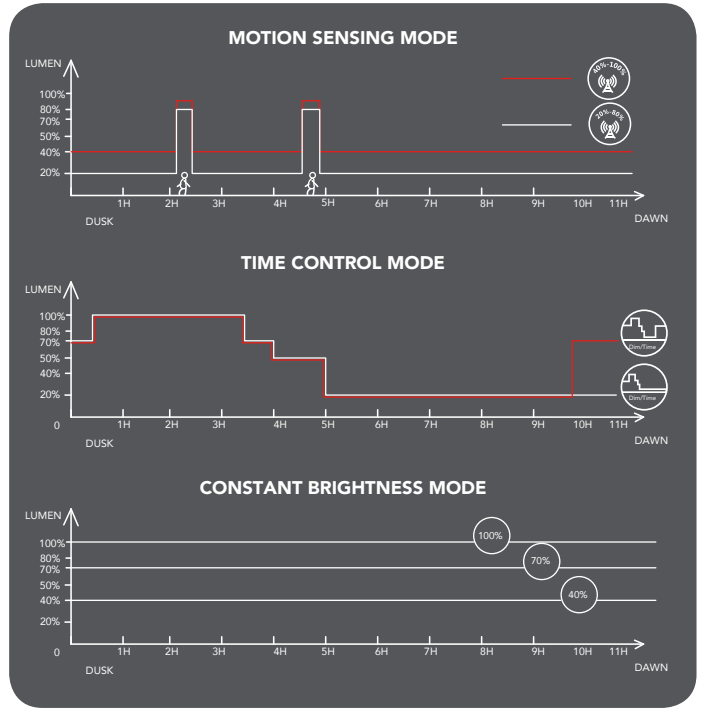 MOTION SENSING MODE
LUMEN
40%-100%
20%-80%
100%
80%
70%
50%
40%
20%
1H 2H 3H 4H 5H 6H 7H 8H 9H 10H 11H
DUSK
DAWN
TIME CONTROL MODE
LUMEN
100%
80%
70%
50%
40%
20%
Dim/Time
Dim/Time
0 1H 2H 3H 4H 5H 6H 7H 8H 9H 10H 11H
DUSK
DAWN
CONSTANT BRIGHTNESS MODE
LUMEN
100%
80%
70%
50%
40%
20%
100%
70%
40%
0 1H 2H 3H 4H 5H 6H 7H 8H 9H 10H 11H
DUSK
DAWN